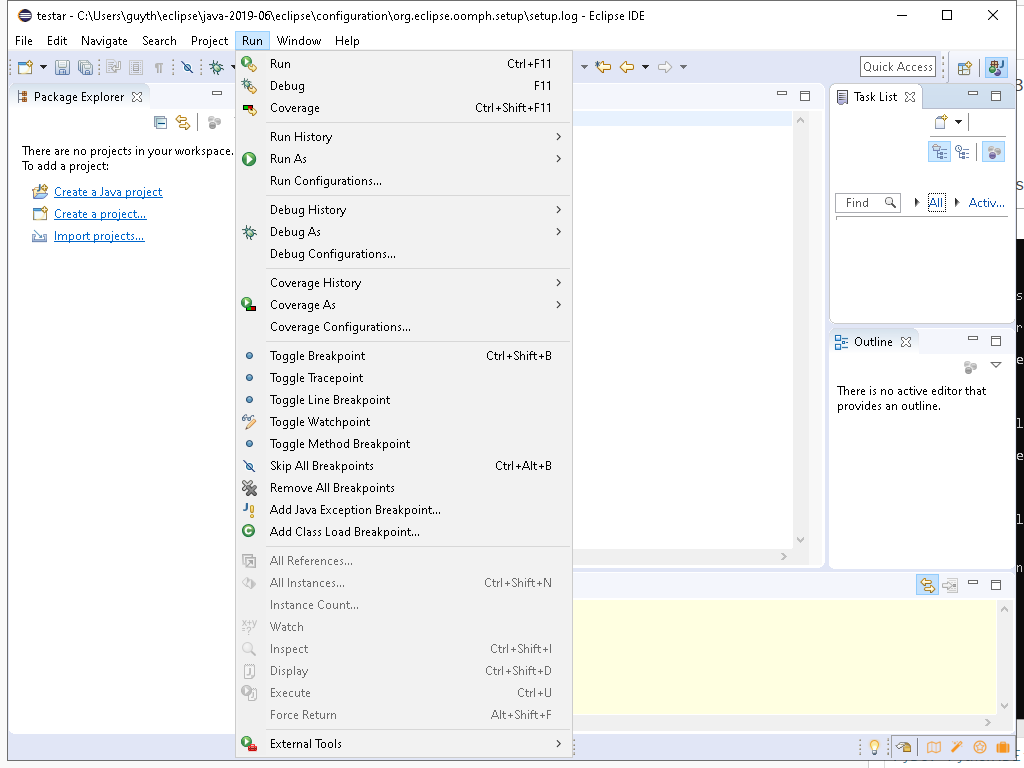 testar - C:\Users\guyth\eclipse\java-2019-06\eclipse\configuration\org.eclipse.oomph.setup\setup.log - Eclipse IDE
File Edit Navigate Search Project Run Window Help
Quick Access
Package Explorer
There are no projects in your workspace.
To add a project:
Create a Java project
Create a project...
Import projects...
Run Ctrl+F11
Debug F11
Coverage Ctrl+Shift+F11
Run History
Run As
Run Configurations...
Debug History
Debug As
Debug Configurations...
Coverage History
Coverage As
Coverage Configurations...
Toggle Breakpoint Ctrl+Shift+B
Toggle Tracepoint
Toggle Line Breakpoint
Toggle Watchpoint
Toggle Method Breakpoint
Skip All Breakpoints Ctrl+Alt+B
Remove All Breakpoints
Add Java Exception Breakpoint...
Add Class Load Breakpoint...
All References...
All Instances... Ctrl+Shift+N
Instance Count...
Watch
Inspect Ctrl+Shift+I
Display Ctrl+Shift+D
Execute Ctrl+U
Force Return Alt+Shift+F
External Tools
Task List
Find All Activ...
Outline
There is no active editor that
provides an outline.